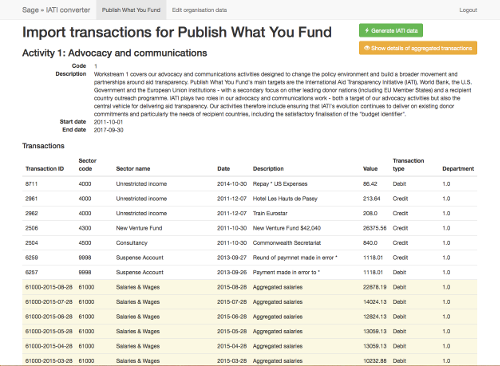 Sage » IATI converter Publish What You Fund Edit organisation data Logout
Import transactions for Publish What You Fund
Generate IATI data
Show details of aggregated transactions
Activity 1: Advocacy and communications
Code 1
Description Workstream 1 covers our advocacy and communications activities designed to change the policy environment and build a broader movement and
partnerships around aid transparency. Publish What You Fund's main targets are the International Aid Transparency Initiative (IATI), World Bank, the U.S.
Government and the European Union institutions - with a secondary focus on other leading donor nations (including EU Member States) and a recipient
country outreach programme. IATI plays two roles in our advocacy and communications work - both a target of our advocacy activities but also the
central vehicle for delivering aid transparency. Our activities therefore include ensuring that IATI's evolution continues to deliver on existing donor
commitments and particularly the needs of recipient countries, including the satisfactory finalisation of the "budget identifier".
Start date 2011-10-01
End date 2017-09-30
Transactions
Transaction ID Sector code Sector name Date Description Value Transaction type Department
8711 4000 Unrestricted income 2014-10-30 Repay * US Expenses 86.42 Debit 1.0
2961 4000 Unrestricted income 2011-12-07 Hotel Les Hauts de Passy 213.64 Credit 1.0
2962 4000 Unrestricted income 2011-12-07 Train Eurostar 208.0 Credit 1.0
2506 4300 New Venture Fund 2011-10-30 New Venture Fund $42,040 26375.56 Credit 1.0
2504 4500 Consultancy 2011-10-30 Commonwealth Secretariat 840.0 Credit 1.0
6259 9998 Suspense Account 2013-09-27 Reund of paymnet made in error * 1118.01 Credit 1.0
6257 9998 Suspense Account 2013-09-26 Payment made in error to * 1118.01 Debit 1.0
61000-2015-08-28 61000 Salaries & Wages 2015-08-28 Aggregated salaries 22878.19 Debit 1.0
61000-2015-07-28 61000 Salaries & Wages 2015-07-28 Aggregated salaries 14024.13 Debit 1.0
61000-2015-06-28 61000 Salaries & Wages 2015-06-28 Aggregated salaries 12824.13 Debit 1.0
61000-2015-05-28 61000 Salaries & Wages 2015-05-28 Aggregated salaries 13059.13 Debit 1.0
61000-2015-04-28 61000 Salaries & Wages 2015-04-28 Aggregated salaries 13059.13 Debit 1.0
61000-2015-03-28 61000 Salaries & Wages 2015-03-28 Aggregated salaries 10232.88 Debit 1.0